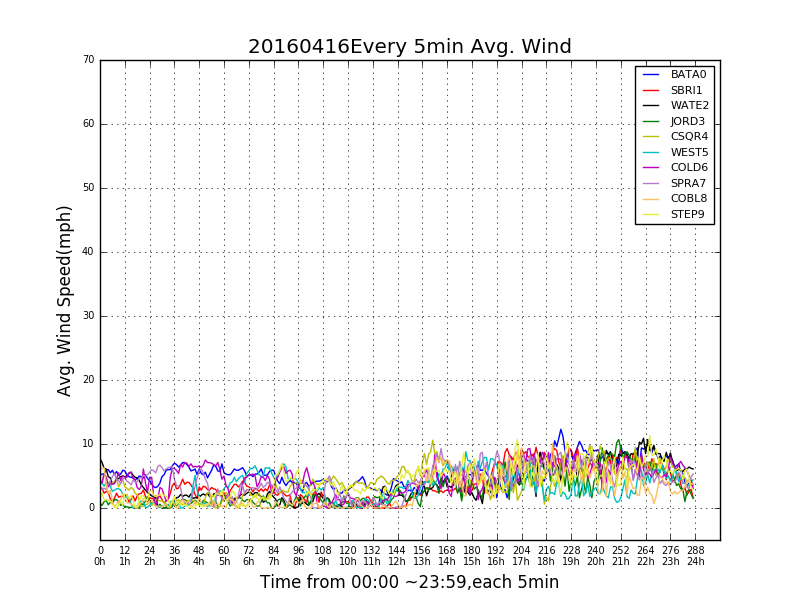 20160416Every 5min Avg. Wind
70
60
50
40
30
20
10
0
Avg. Wind Speed(mph)
BATA0
SBRI1
WATE2
JORD3
CSQR4
WEST5
COLD6
SPRA7
COBL8
STEP9
0 12 24 36 48 60 72 84 96 108 120 132 144 156 168 180 192 204 216 228 240 252 264 276 288
0h 1h 2h 3h 4h 5h 6h 7h 8h 9h 10h 11h 12h 13h 14h 15h 16h 17h 18h 19h 20h 21h 22h 23h 24h
Time from 00:00 ~23:59,each 5min